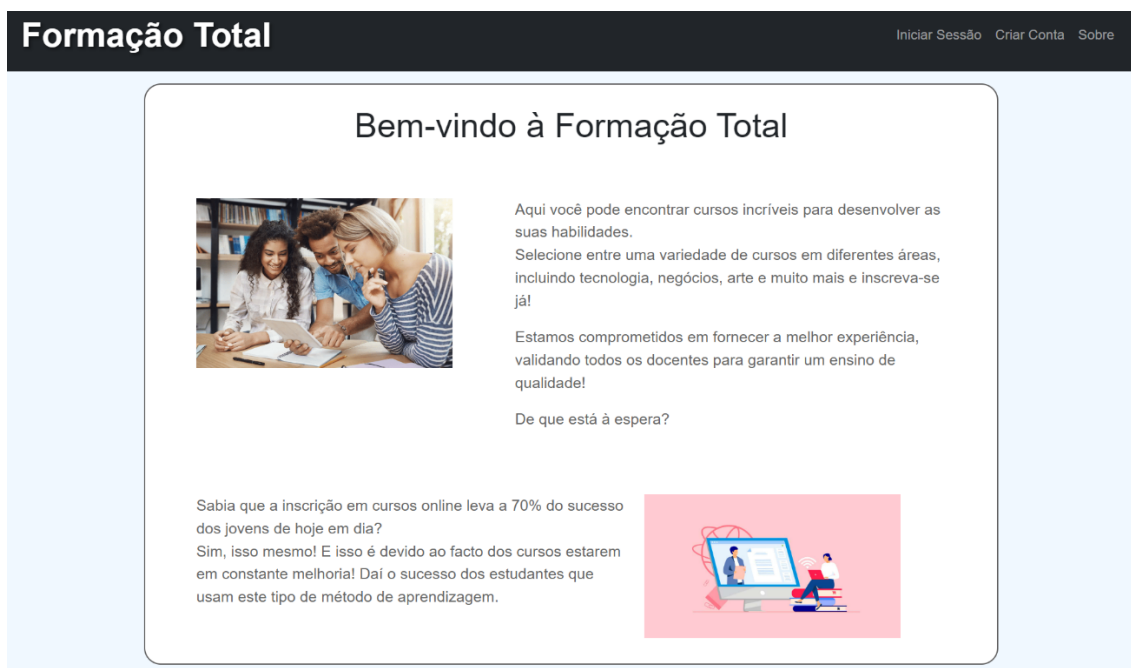 Formação Total
Iniciar Sessão Criar Conta Sobre
Bem-vindo à Formação Total
Aqui você pode encontrar cursos incríveis para desenvolver as
suas habilidades.
Selecione entre uma variedade de cursos em diferentes áreas,
incluindo tecnologia, negócios, arte e muito mais e inscreva-se
já!
Estamos comprometidos em fornecer a melhor experiência,
validando todos os docentes para garantir um ensino de
qualidade!
De que está à espera?
Sabia que a inscrição em cursos online leva a 70% do sucesso
dos jovens de hoje em dia?
Sim, isso mesmo! E isso é devido ao facto dos cursos estarem
em constante melhoria! Daí o sucesso dos estudantes que
usam este tipo de método de aprendizagem.